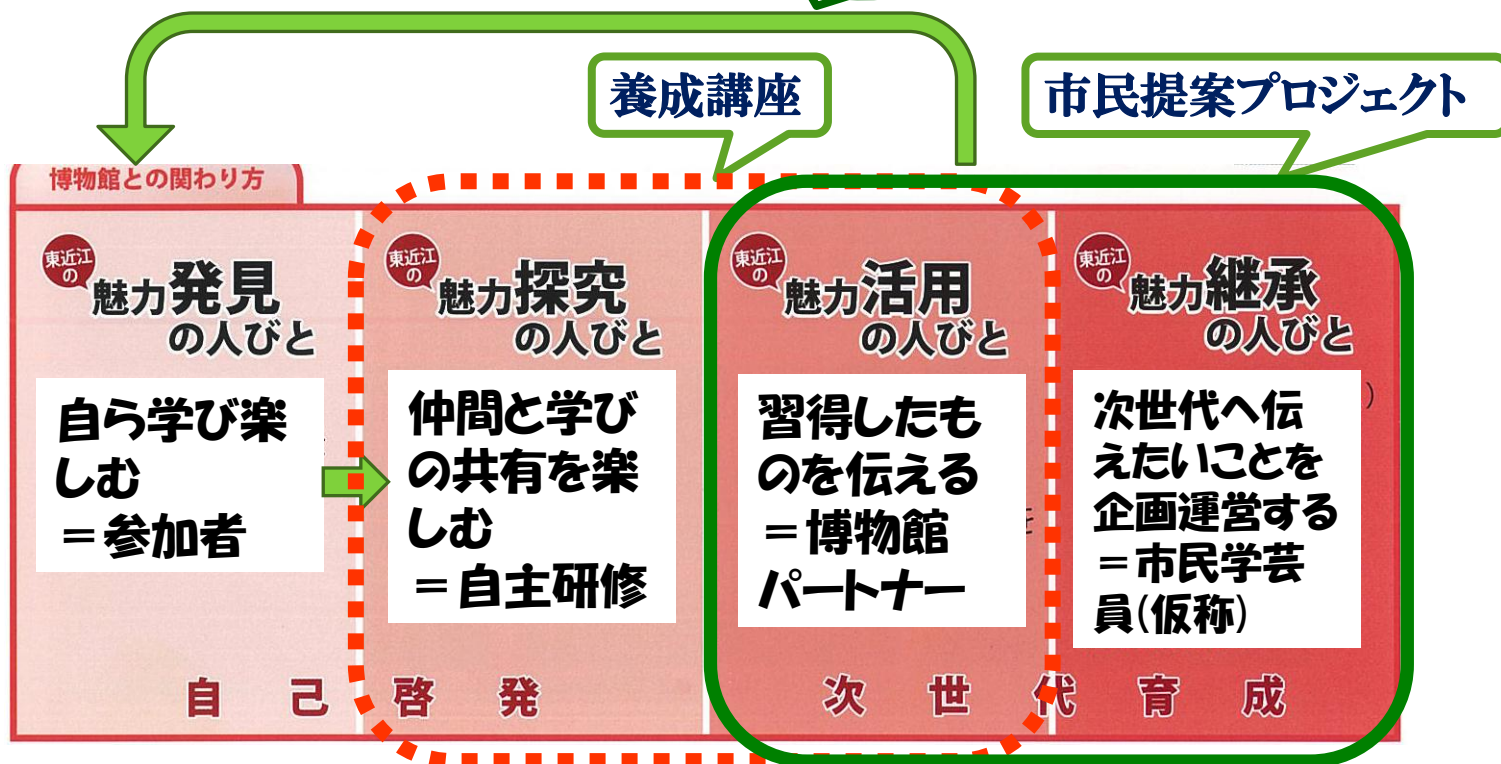 養成講座
市民提案プロジェクト
博物館との関わり方
東近江
の
魅力発見
の人びと
自ら学び楽
しむ
＝参加者
東近江
の
魅力探究
の人びと
仲間と学び
の共有を楽
しむ
＝自主研修
東近江
の
魅力活用
の人びと
習得したも
のを伝える
＝博物館
パートナー
を
東近江
の
魅力継承
の人びと
次世代へ伝
えたいことを
企画運営する
＝市民学芸
員(仮称)
)
自己啓発
次世代育成